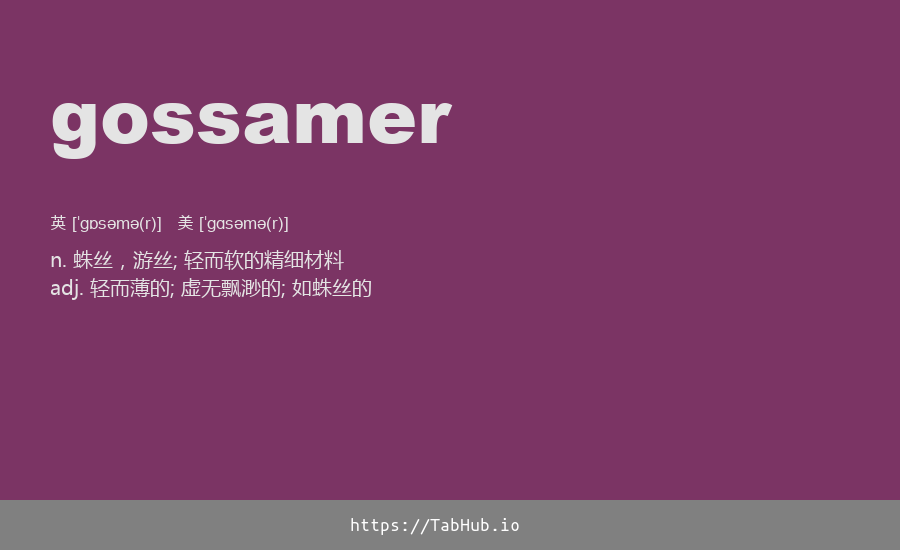 gossamer
英 [ˈɡɒsəmə(r)] 美 [ˈɡɑsəmə(r)]
n. 蛛丝，游丝; 轻而软的精细材料
adj. 轻而薄的; 虚无飘渺的; 如蛛丝的
https://TabHub.io